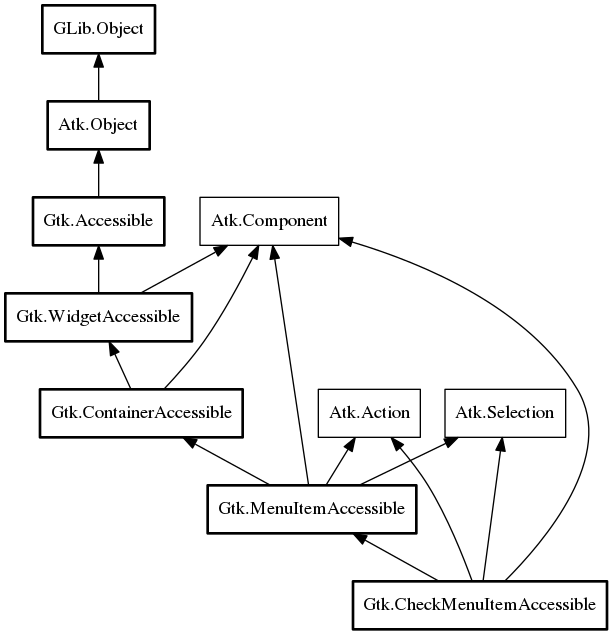 GLib.Object
Atk.Object
Gtk.Accessible
Atk.Component
Gtk.WidgetAccessible
Gtk.ContainerAccessible
Atk.Action
Atk.Selection
Gtk.MenuItemAccessible
Gtk.CheckMenuItemAccessible